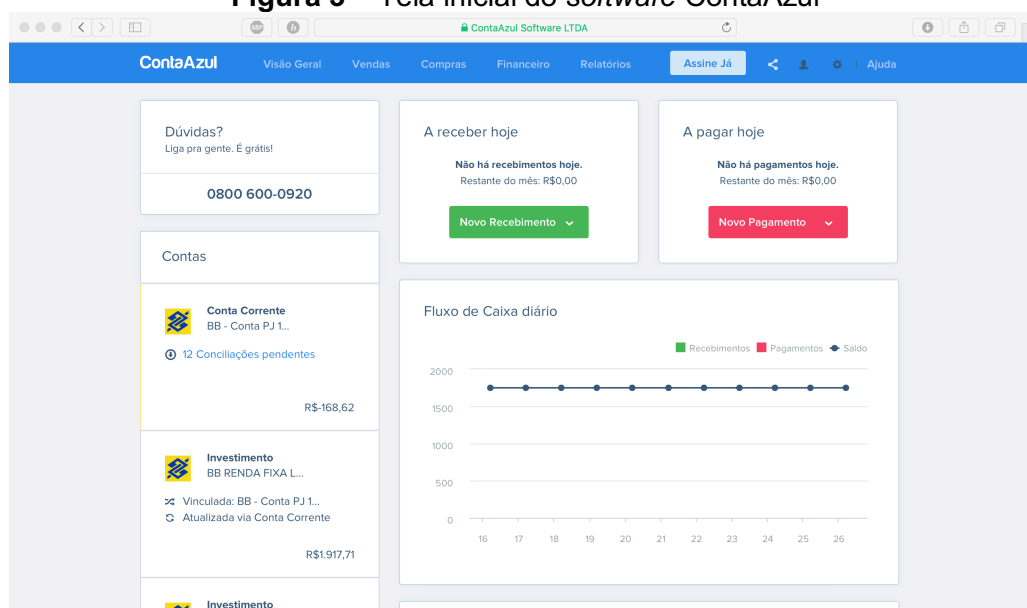 Figura 3 – Tela inicial do software ContaAzul
ABP
ContaAzul Software LTDA
ContaAzul
Visão Geral
Vendas
Compras
Financeiro
Relatórios
Assine Já
Ajuda
Dúvidas?
Liga pra gente. É grátis!
0800 600-0920
A receber hoje
Não há recebimentos hoje.
Restante do mês: R$0,00
Novo Recebimento
A pagar hoje
Não há pagamentos hoje.
Restante do mês: R$0,00
Novo Pagamento
Contas
Conta Corrente
BB - Conta PJ 1...
12 Conciliações pendentes
R$-168,62
Investimento
BB RENDA FIXA L...
Vinculada: BB - Conta PJ 1...
Atualizada via Conta Corrente
R$1.917,71
Investimento
Fluxo de Caixa diário
Recebimentos Pagamentos Saldo
2000
1500
1000
500
0
16 17 18 19 20 21 22 23 24 25 26